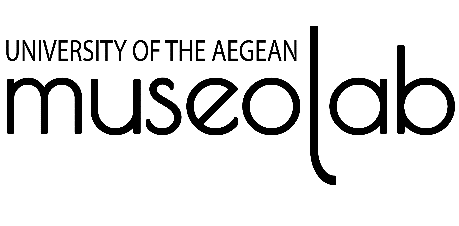 UNIVERSITY OF THE AEGEAN
museolab